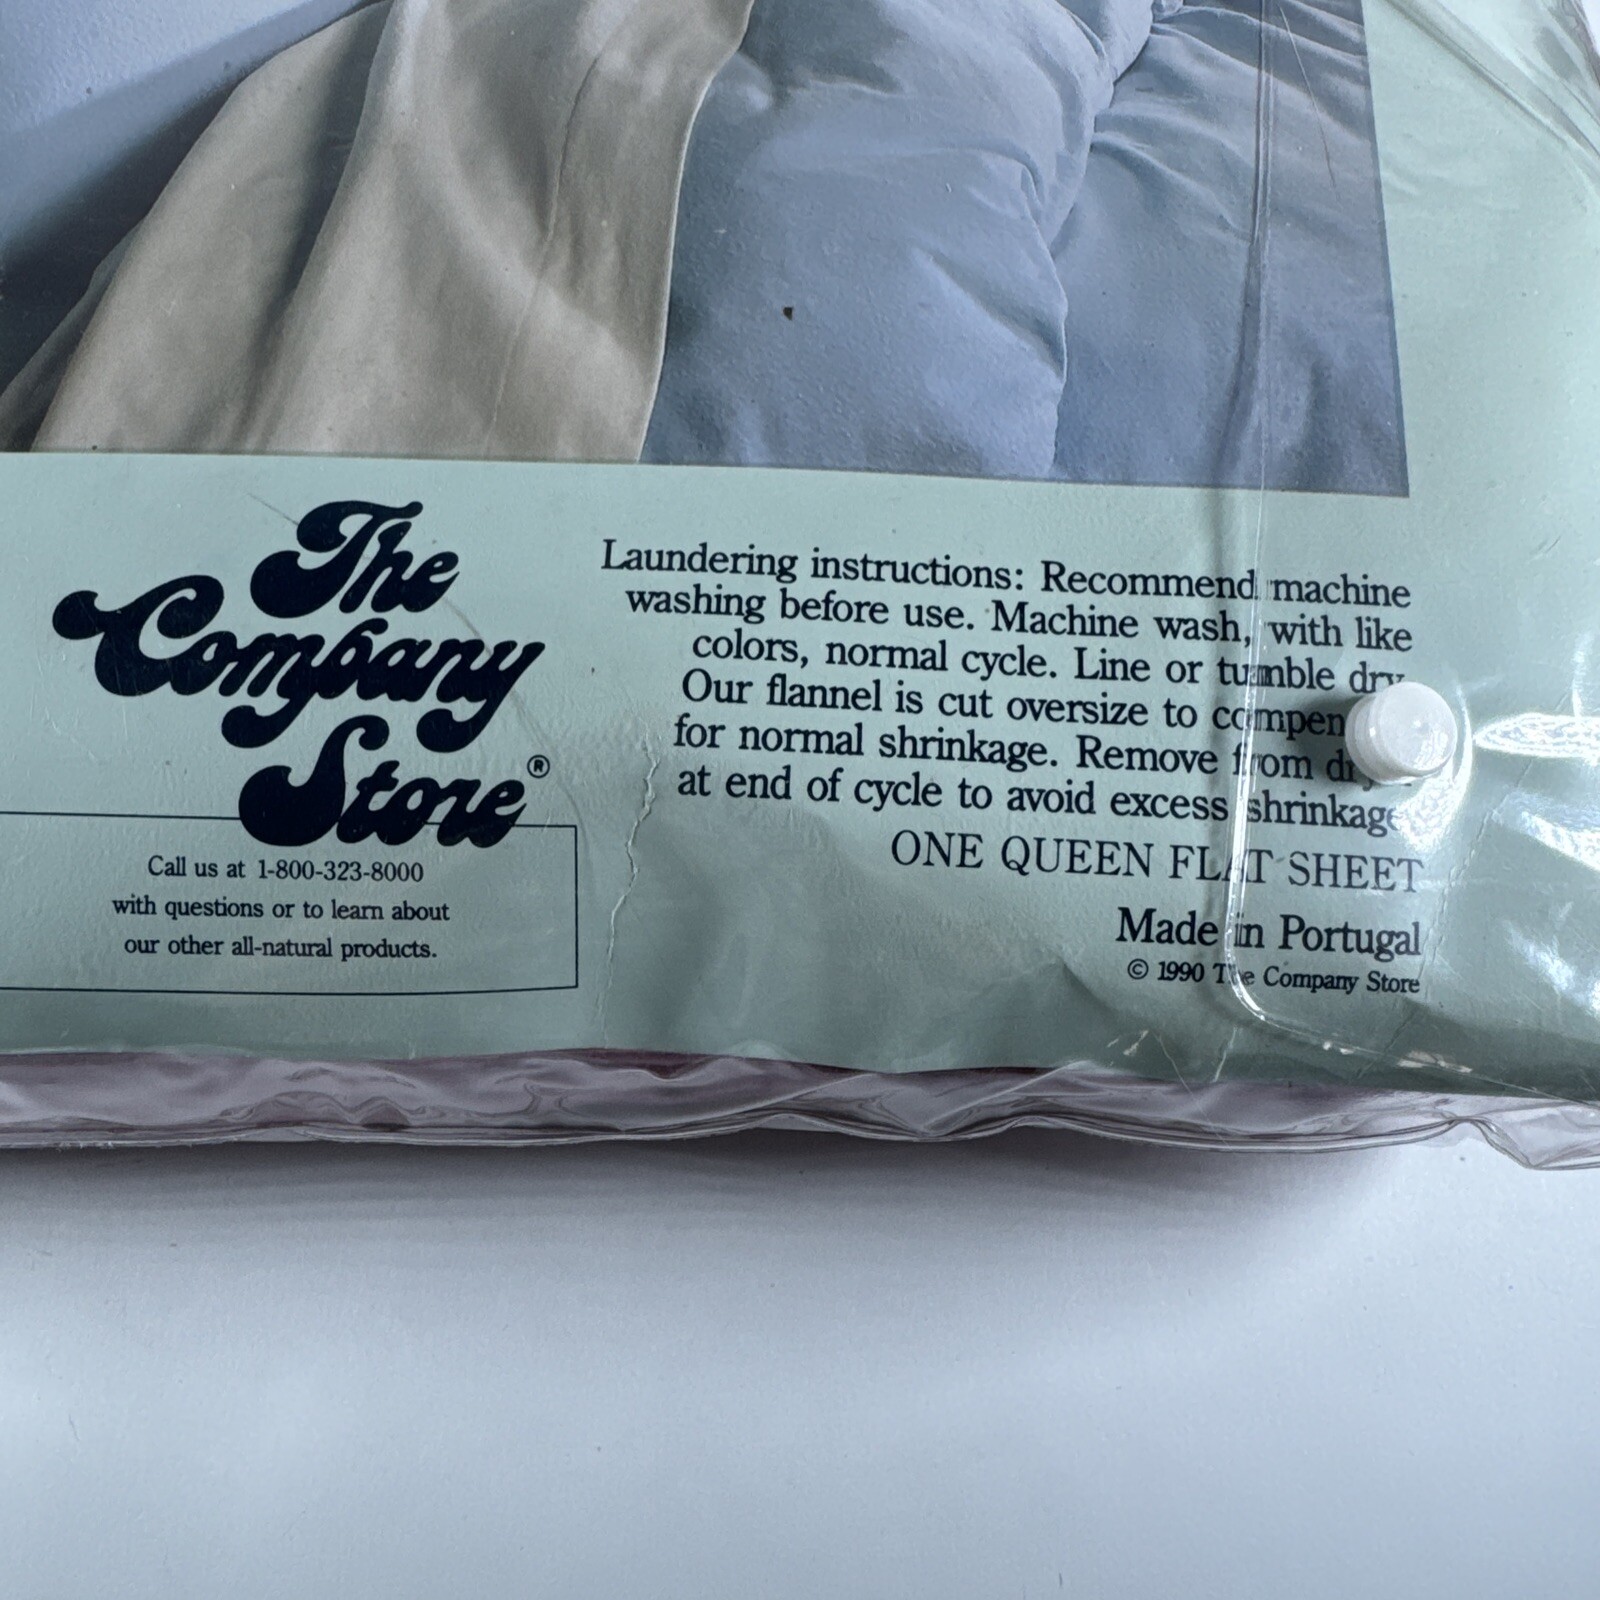 The
Company
Store®
Call us at 1-800-323-8000
with questions or to learn about
our other all-natural products.
Laundering instructions: Recommend machine
washing before use. Machine wash, with like
colors, normal cycle. Line or tumble dry.
Our flannel is cut oversize to
for normal shrinkage. Remove from
at end of cycle to avoid excess shrinkage
ONE QUEEN FLAT SHEET
Made in Portugal
© 1990 The Company Store